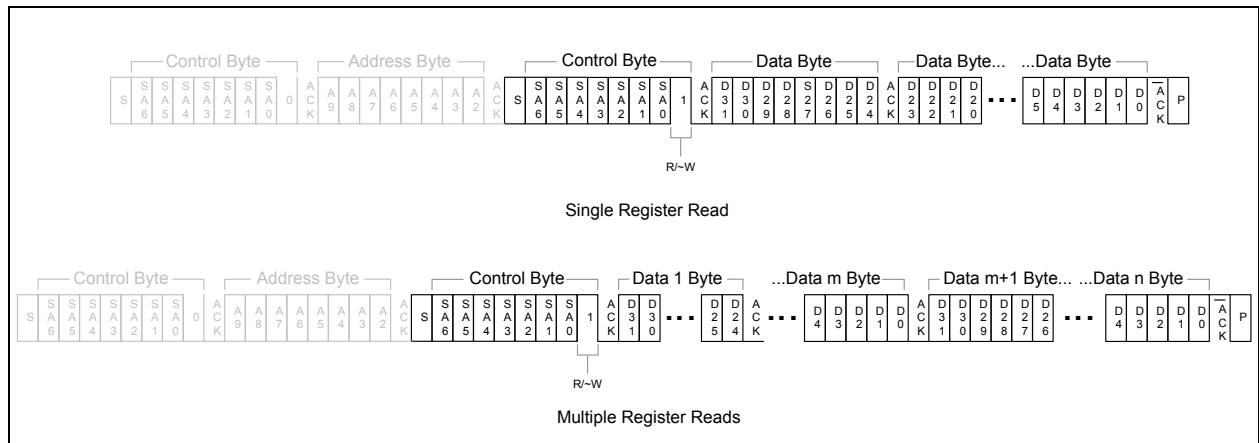 Control Byte Address Byte Control Byte Data Byte Data Byte... ...Data Byte
S SA6 SA5 SA4 SA3 SA2 SA1 SA0 0 ACK A9 A8 A7 A6 A5 A4 A3 A2 ACK S SA6 SA5 SA4 SA3 SA2 SA1 SA0 1 ACK D31 D30 D29 D28 S27 D26 D25 D24 ACK D23 D22 D21 D20 ... D5 D4 D3 D2 D1 D0 ACK P
R/~W
Single Register Read
Control Byte Address Byte Control Byte Data 1 Byte ...Data m Byte Data m+1 Byte... ...Data n Byte
S SA6 SA5 SA4 SA3 SA2 SA1 SA0 0 ACK A9 A8 A7 A6 A5 A4 A3 A2 ACK S SA6 SA5 SA4 SA3 SA2 SA1 SA0 1 ACK D31 D30 ... D25 D24 ACK ... D4 D3 D2 D1 D0 ACK D31 D30 D29 D28 D27 D26 ... D4 D3 D2 D1 D0 ACK P
R/~W
Multiple Register Reads